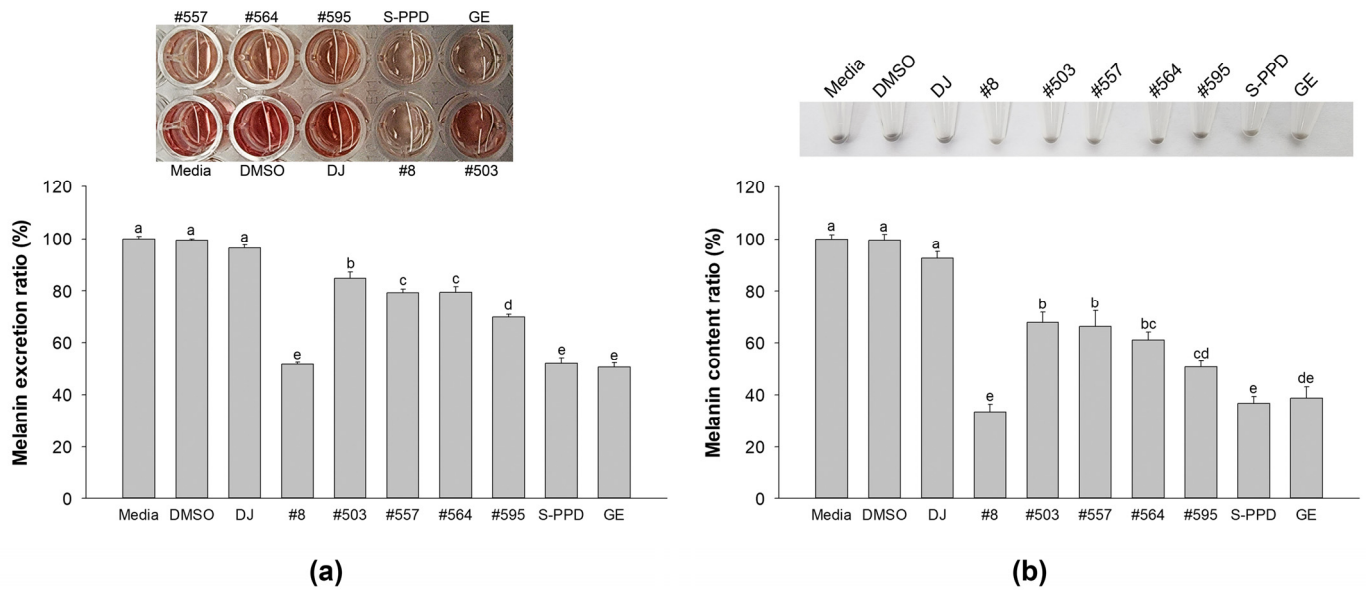 #557 #564 #595 S-PPD GE
Media DMSO DJ #8 #503
Melanin excretion ratio (%)
120
100
80
60
40
20
0
a a a e b c c d e e
Media DMSO DJ #8 #503 #557 #564 #595 S-PPD GE
(a)
Media DMSO DJ #8 #503 #557 #564 #595 S-PPD GE
Melanin content ratio (%)
120
100
80
60
40
20
0
a a a e b b bc cd e de
Media DMSO DJ #8 #503 #557 #564 #595 S-PPD GE
(b)